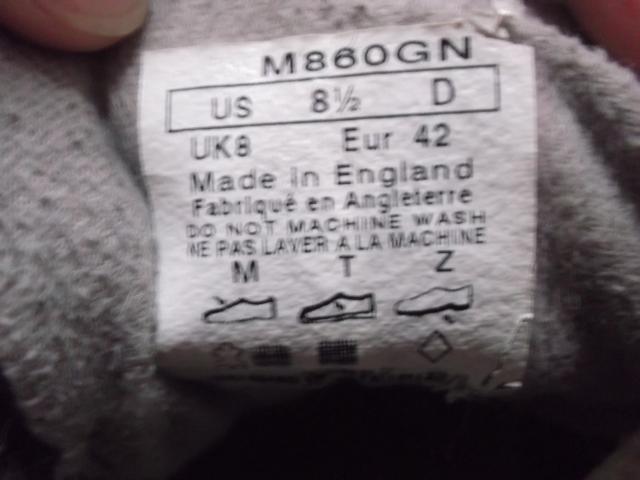 M860GN
US 8½ D
UK8 Eur 42
Made in England
Fabriqué en Angleterre
DO NOT MACHINE WASH
NE PAS LAVER A LA MACHINE
M T Z